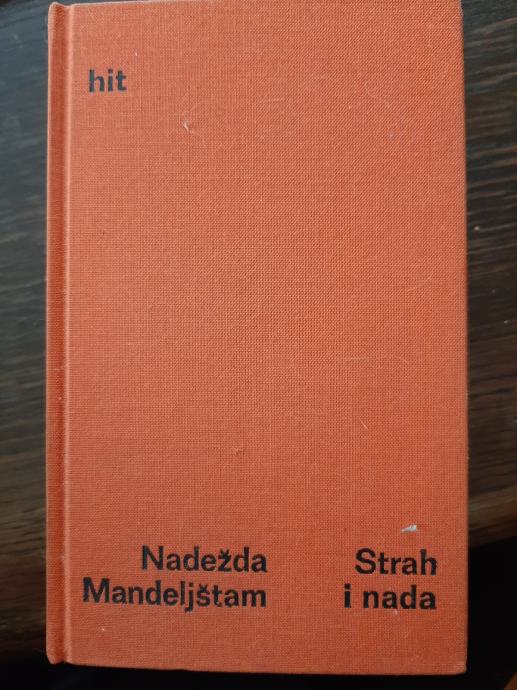 hit
Nadežda
Mandeljštam
Strah
i nada